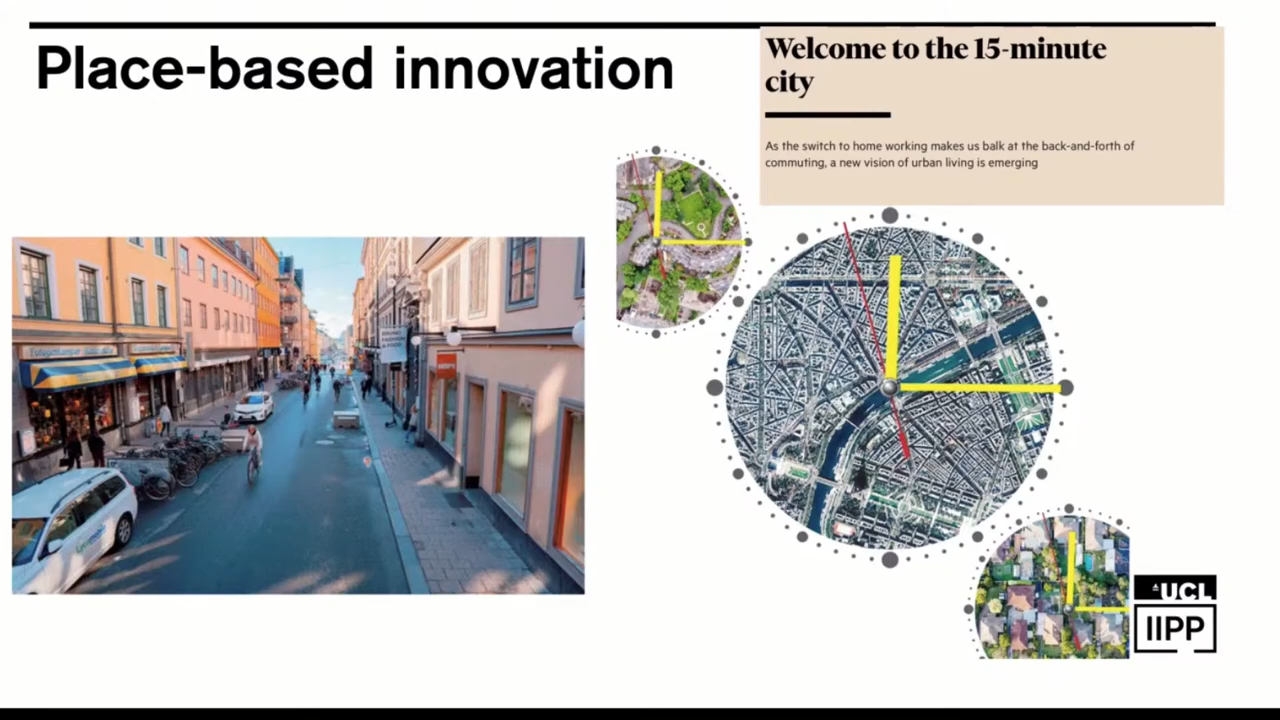 Place-based innovation
Welcome to the 15-minute
city
As the switch to home working makes us balk at the back-and-forth of
commuting, a new vision of urban living is emerging
UCL
IIPP